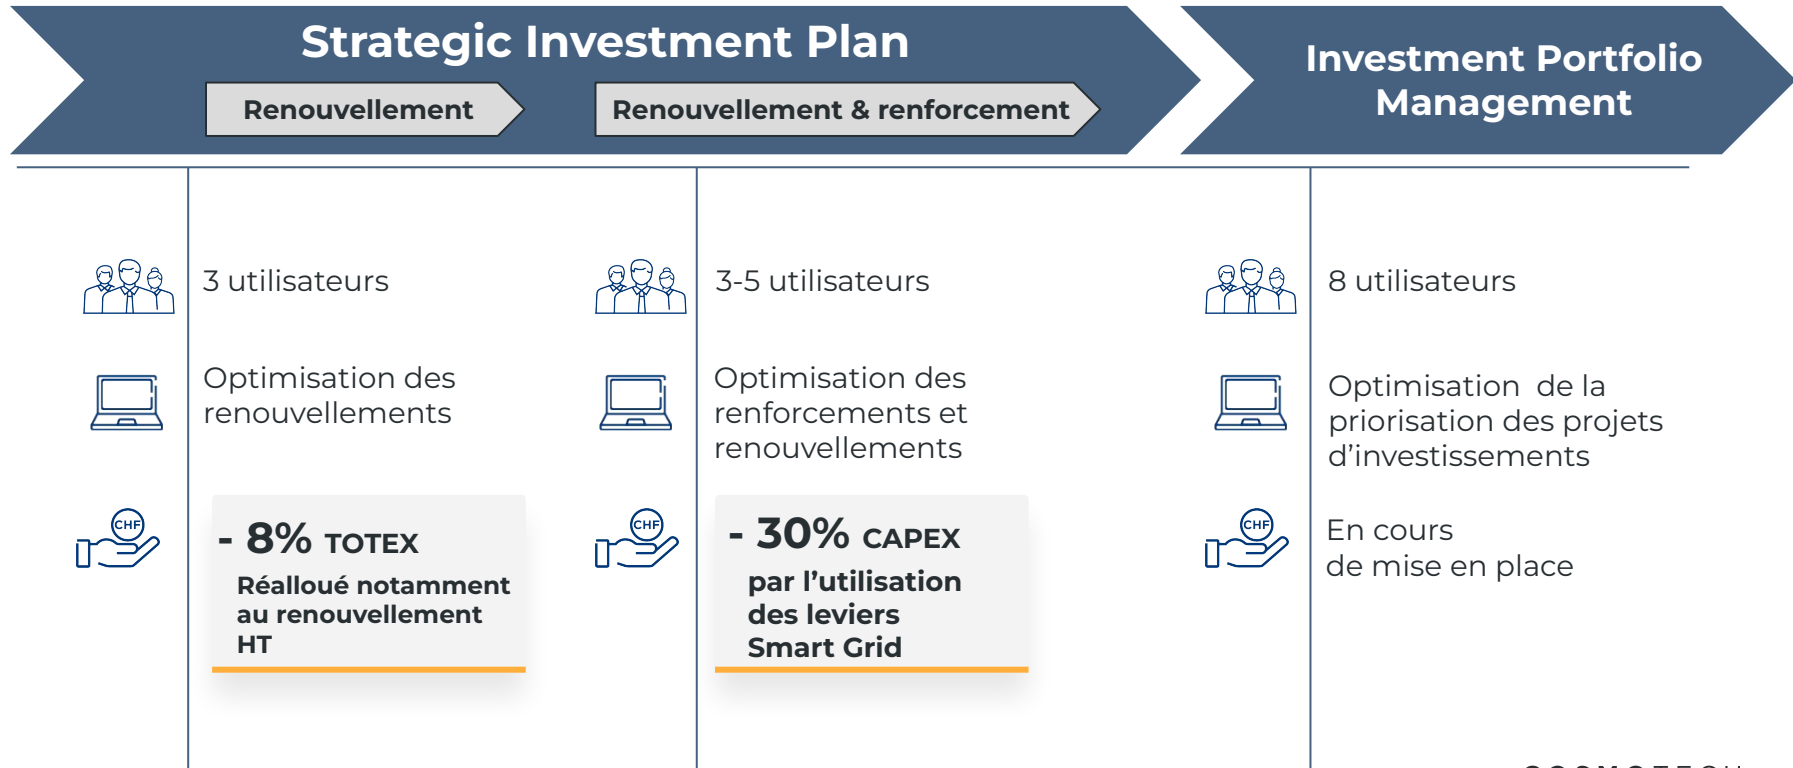 Strategic Investment Plan
Renouvellement
Renouvellement & renforcement
Investment Portfolio
Management
3 utilisateurs
Optimisation des
renouvellements
CHF
- 8% TOTEX
Réalloué notamment
au renouvellement
HT
3-5 utilisateurs
Optimisation des
renforcements et
renouvellements
CHF
- 30% CAPEX
par l’utilisation
des leviers
Smart Grid
8 utilisateurs
Optimisation  de la
priorisation des projets
d’investissements
CHF
En cours
de mise en place